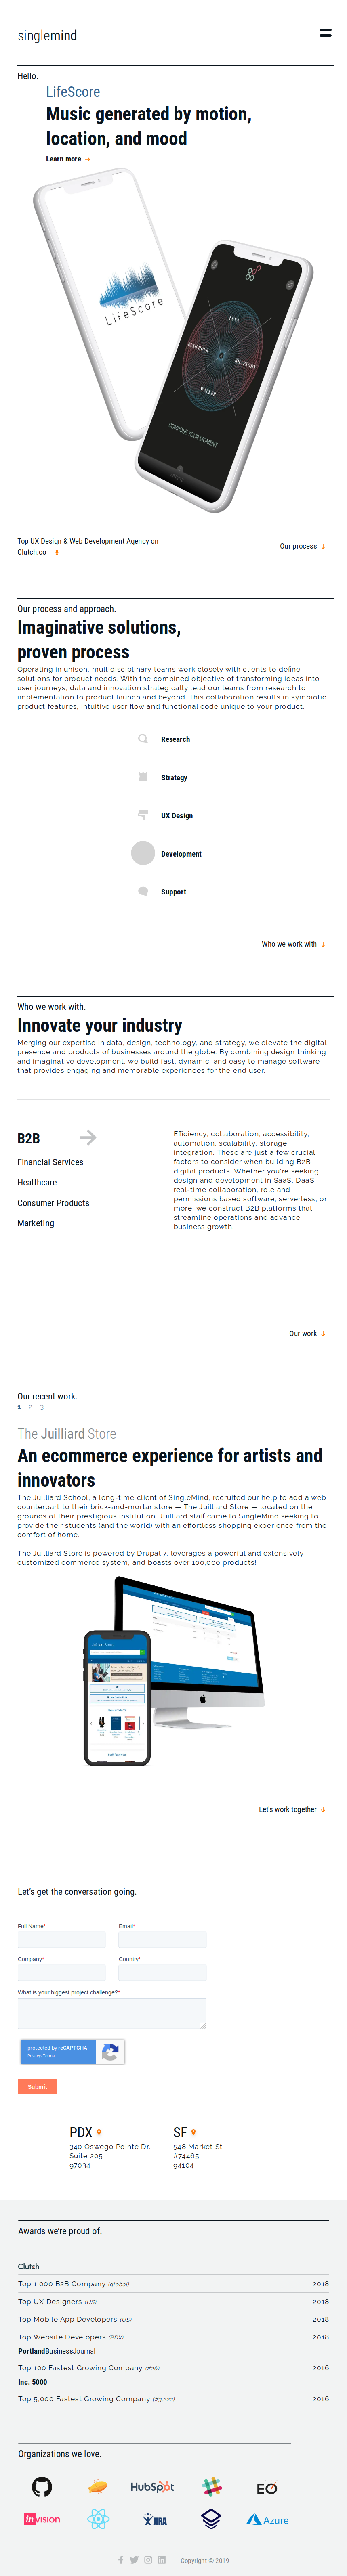 singlemind
Hello.
LifeScore
Music generated by motion,
location, and mood
Learn more
LifeScore
LUNA
HUMAN HOUR
RHAPSODY
WALKER
COMPOSE YOUR MOMENT
Top UX Design & Web Development Agency on
Clutch.co
Our process
Our process and approach.
Imaginative solutions,
proven process
Operating in unison, multidisciplinary teams work closely with clients to define
solutions for product needs. With the combined objective of transforming ideas into
user journeys, data and innovation strategically lead our teams from research to
implementation to product launch and beyond. This collaboration results in symbiotic
product features, intuitive user flow and functional code unique to your product.
Research
Strategy
UX Design
Development
Support
Who we work with
Who we work with.
Innovate your industry
Merging our expertise in data, design, technology, and strategy, we elevate the digital
presence and products of businesses around the globe. By combining design thinking
and imaginative development, we build fast, dynamic, and easy to manage software
that provides engaging and memorable experiences for the end user.
B2B
Financial Services
Healthcare
Consumer Products
Marketing
Efficiency, collaboration, accessibility,
automation, scalability, storage,
integration. These are just a few crucial
factors to consider when building B2B
digital products. Whether you're seeking
design and development in SaaS, DaaS,
real-time collaboration, role and
permissions based software, serverless, or
more, we construct B2B platforms that
streamline operations and advance
business growth.
Our work
Our recent work.
1 2 3
The Juilliard Store
An ecommerce experience for artists and
innovators
The Juilliard School, a long-time client of SingleMind, recruited our help to add a web
counterpart to their brick-and-mortar store — The Juilliard Store — located on the
grounds of their prestigious institution. Juilliard staff came to SingleMind seeking to
provide their students (and the world) with an effortless shopping experience from the
comfort of home.
The Juilliard Store is powered by Drupal 7, leverages a powerful and extensively
customized commerce system, and boasts over 100,000 products!
Let's work together
Let's get the conversation going.
Full Name*
Email*
Company*
Country*
What is your biggest project challenge?*
protected by reCAPTCHA
Privacy - Terms
Submit
PDX
340 Oswego Pointe Dr.
Suite 205
97034
SF
548 Market St
#74465
94104
Awards we're proud of.
Clutch
Top 1,000 B2B Company (global) 2018
Top UX Designers (US) 2018
Top Mobile App Developers (US) 2018
Top Website Developers (PDX) 2018
PortlandBusinessJournal
Top 100 Fastest Growing Company (#26) 2016
Inc. 5000
Top 5,000 Fastest Growing Company (#3,222) 2016
Organizations we love.
HubSpot
EO
invision
JIRA
Azure
Copyright © 2019